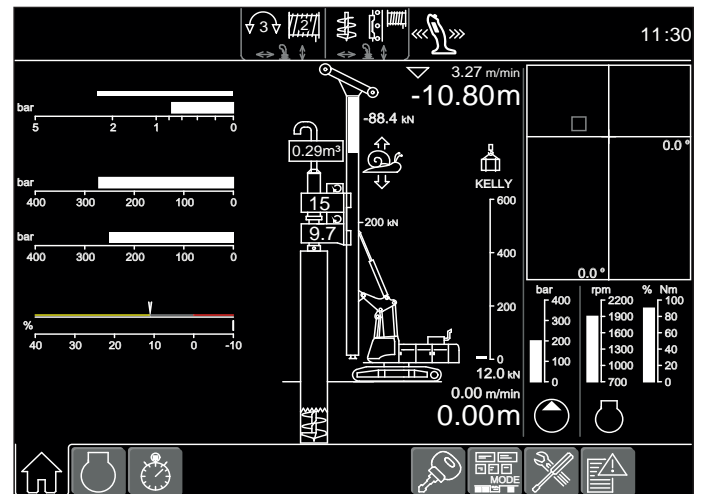 3 2 11:30
3.27 m/min
-10.80m
bar
5 2 1 0
-88.4 kN
0.29m³
0.0 °
KELLY
bar
400 300 200 100 0
15
9.7
-200 kN
600
400
200
0
bar
400 300 200 100 0
%
40 30 20 10 0 -10
12.0 kN
0.00 m/min
0.00m
0.0 °
bar rpm % Nm
400 2200 100
300 1900 80
200 1600 60
1300 40
100 1000 20
0 700 0
MODE